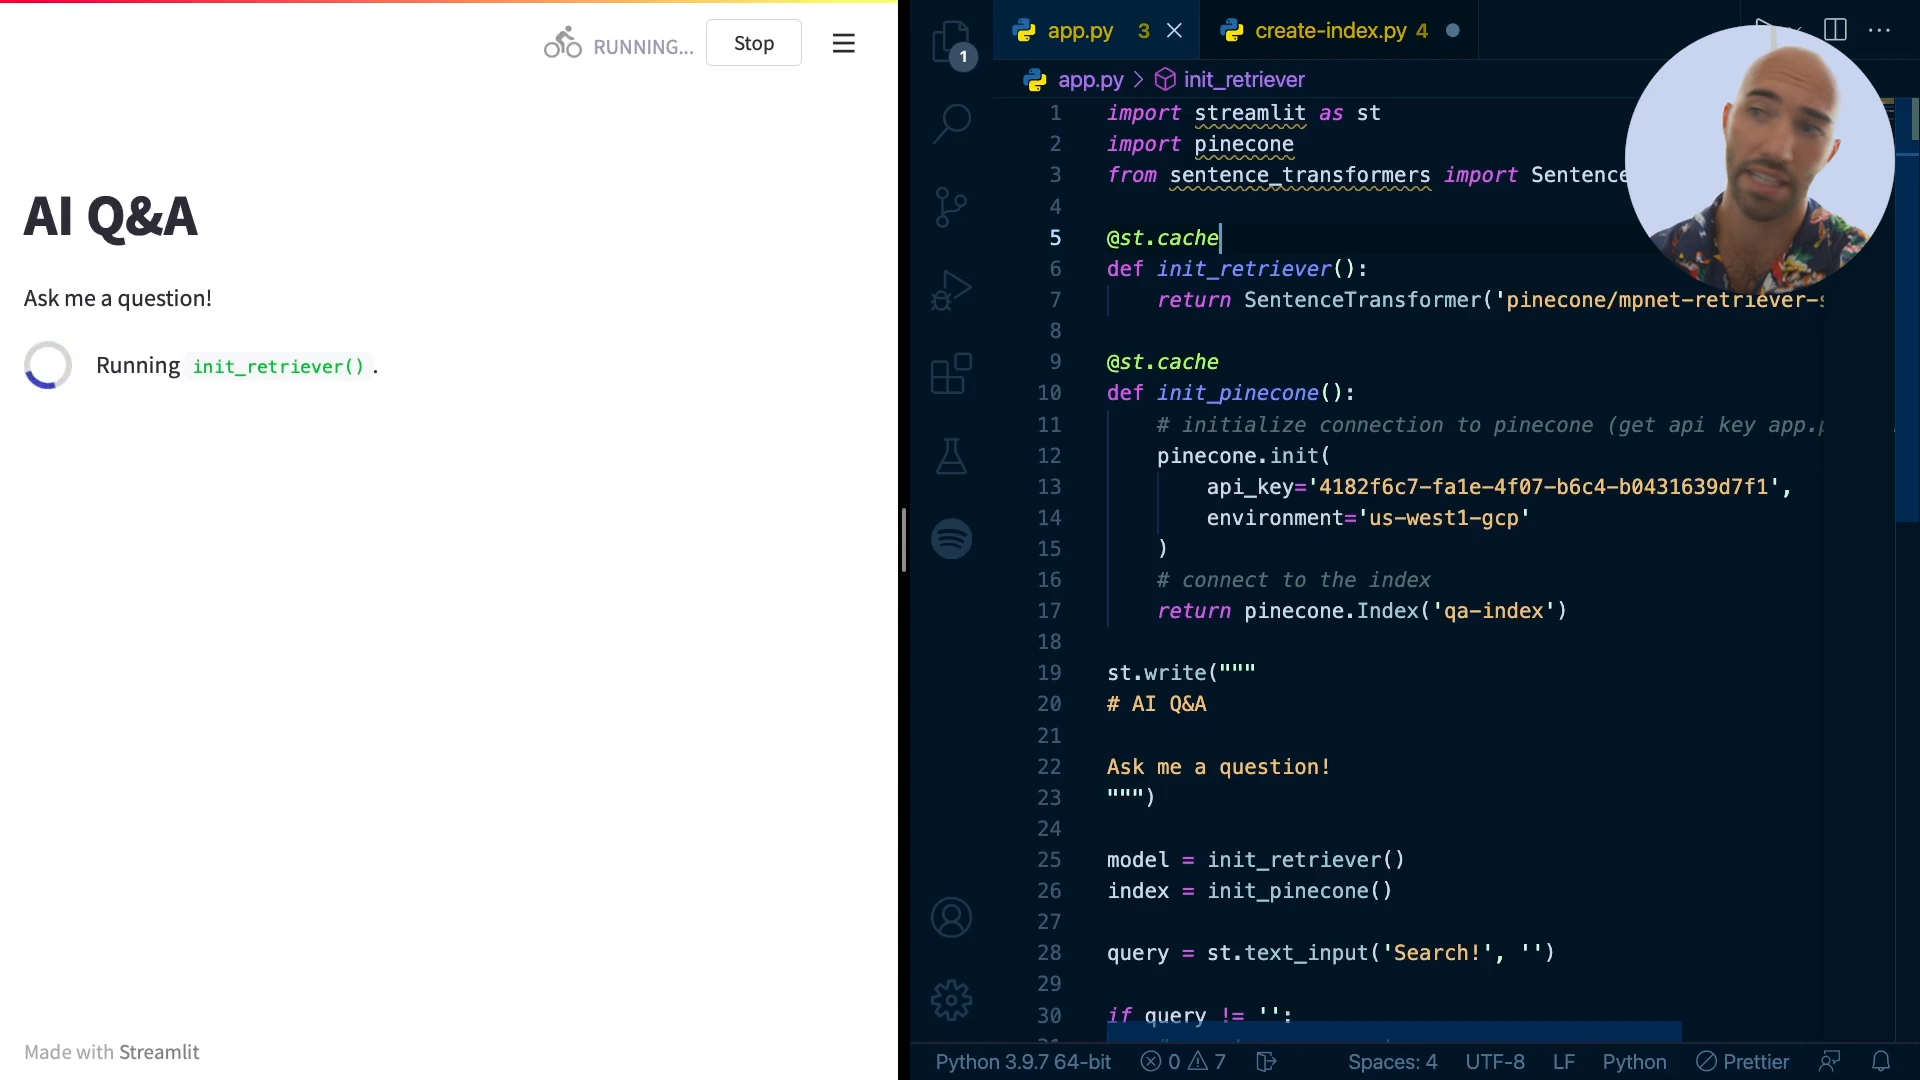 RUNNING...
Stop
AI Q&A
Ask me a question!
Running init_retriever().
Made with Streamlit
1
app.py 3
create-index.py 4
app.py > init_retriever
1 import streamlit as st
2 import pinecone
3 from sentence_transformers import Sentence
4
5 @st.cache
6 def init_retriever():
7 return SentenceTransformer('pinecone/mpnet-retriever-
8
9 @st.cache
10 def init_pinecone():
11 # initialize connection to pinecone (get api key app.
12 pinecone.init(
13 api_key='4182f6c7-fa1e-4f07-b6c4-b0431639d7f1',
14 environment='us-west1-gcp'
15 )
16 # connect to the index
17 return pinecone.Index('qa-index')
18
19 st.write("""
20 # AI Q&A
21
22 Ask me a question!
23 """)
24
25 model = init_retriever()
26 index = init_pinecone()
27
28 query = st.text_input('Search!', '')
29
30 if query != '':
Python 3.9.7 64-bit 0 7 Spaces: 4 UTF-8 LF Python Prettier